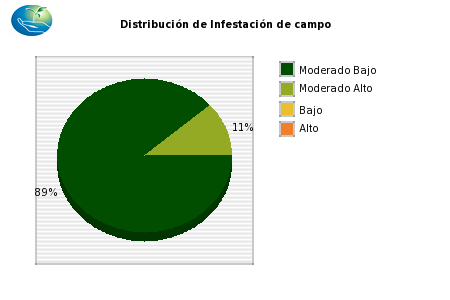 Distribución de Infestación de campo
Moderado Bajo
Moderado Alto
Bajo
Alto
11%
89%